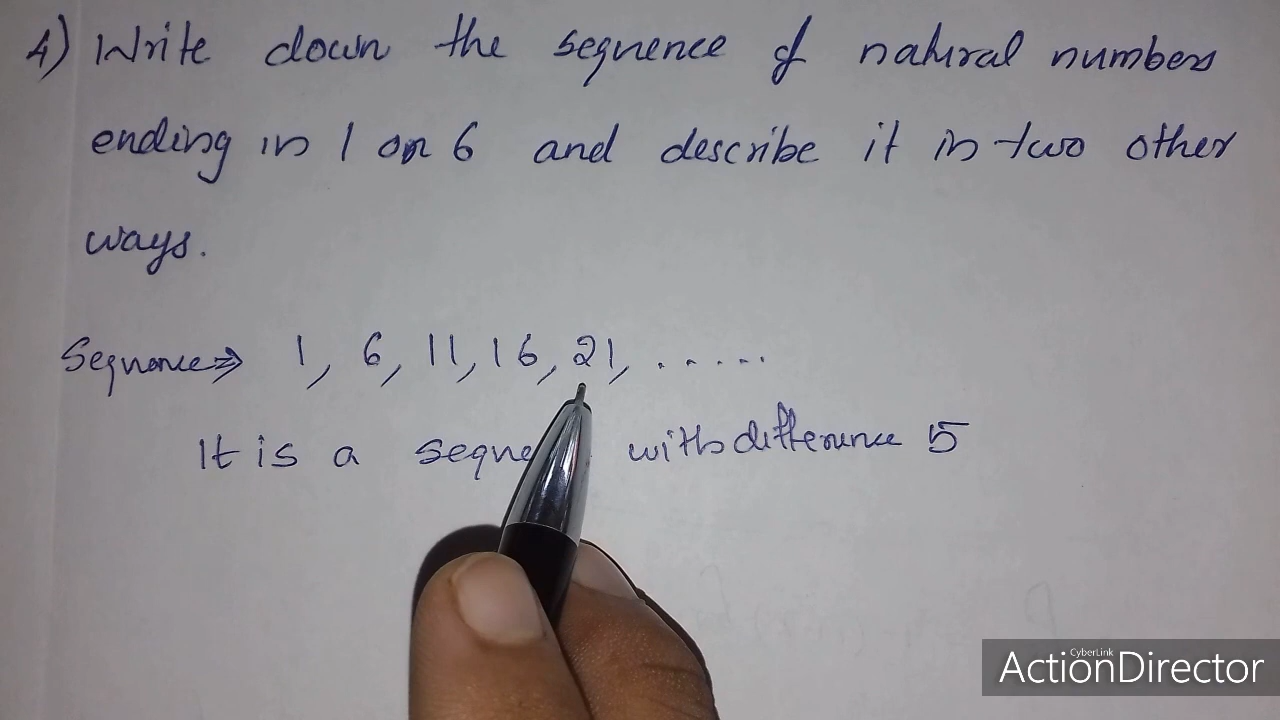 4) Write down the sequence of natural numbers
ending in 1 or 6 and describe it in two other
ways.
Sequence⇒ 1, 6, 11, 16, 21, .....
It is a seque with difference 5
CyberLink
ActionDirector